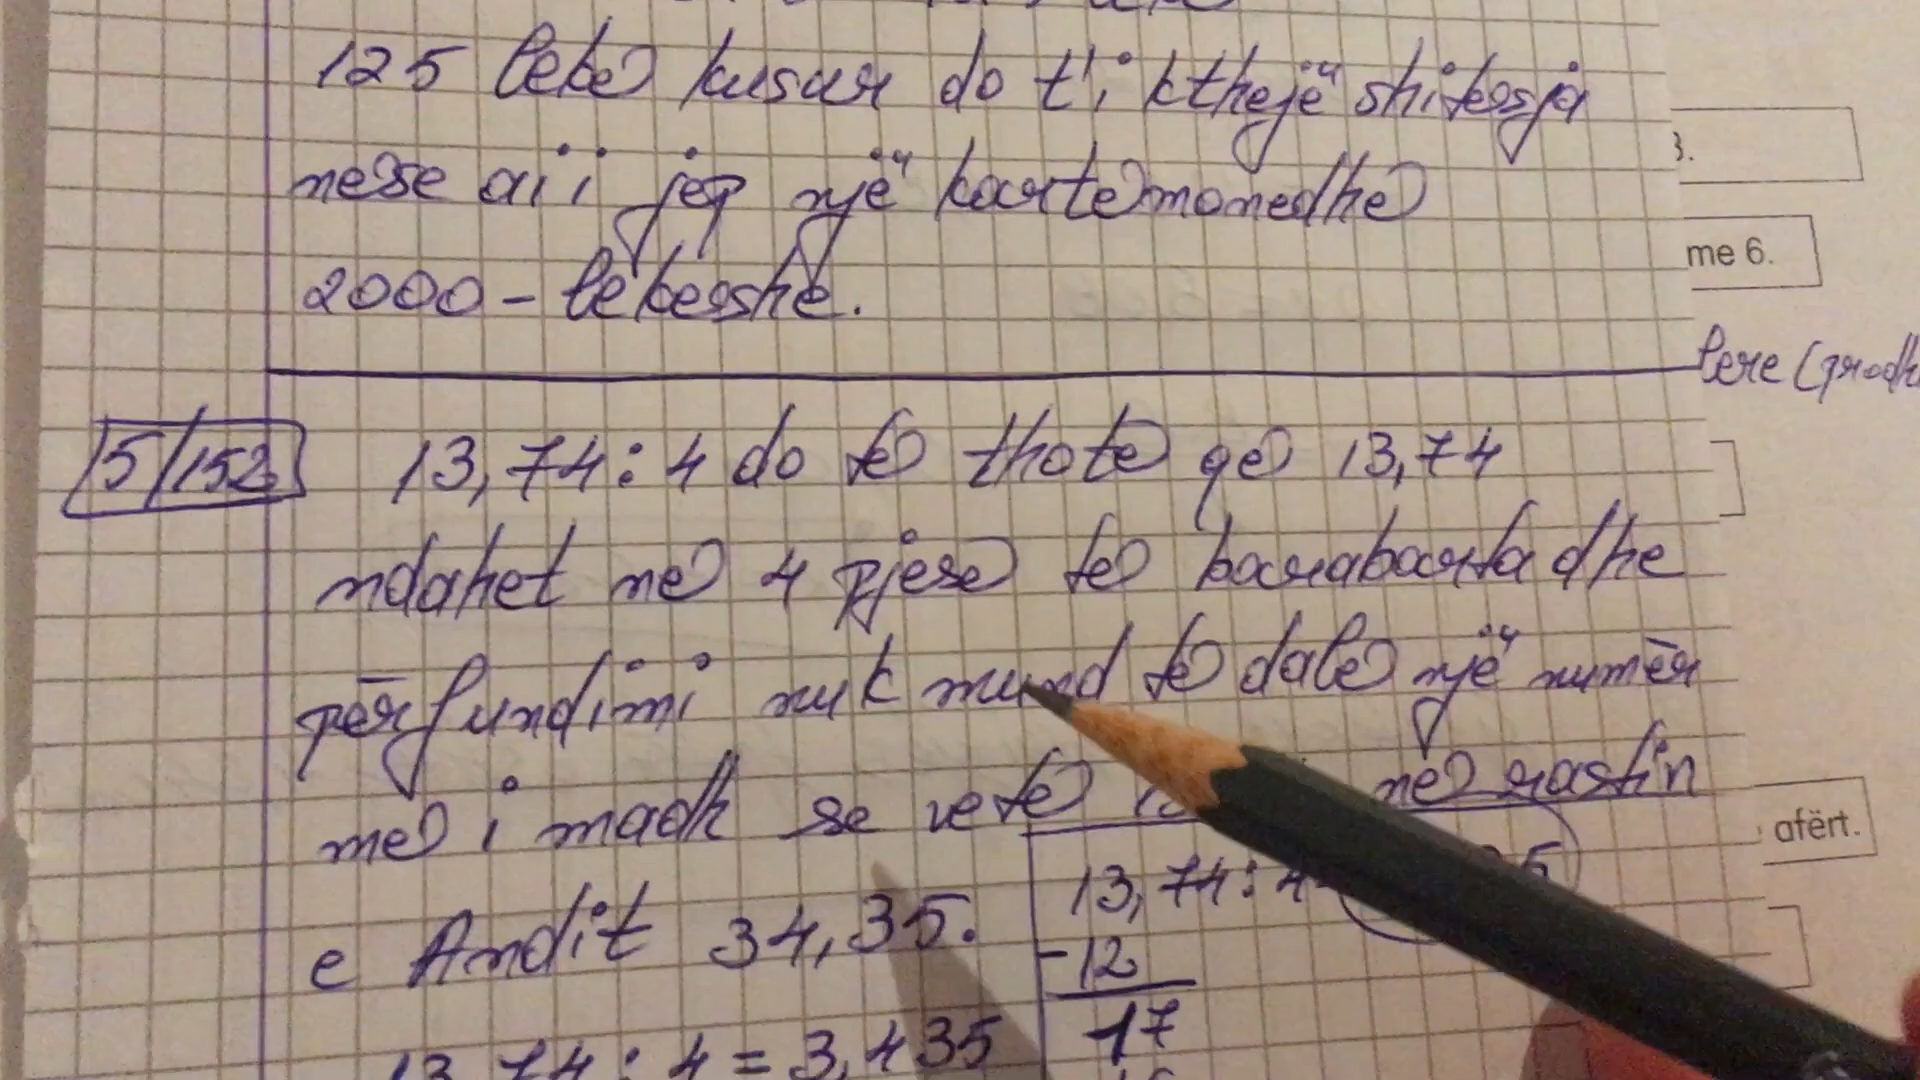 125 lekë kusur do t'i kthejë shitesja
nëse ai i jep një kartëmonedhë
2000-lekëshe.
3.
me 6.
lere (prodh
5/152 13,74:4 do të thotë që 13,74
ndahet në 4 pjesë të barabarta dhe
përfundimi nuk mund të dalë një numër
më i madh se vetë në rastin
e Andit 34,35.
afërt.
13,74:4
-12
17
13,74:4=3,435